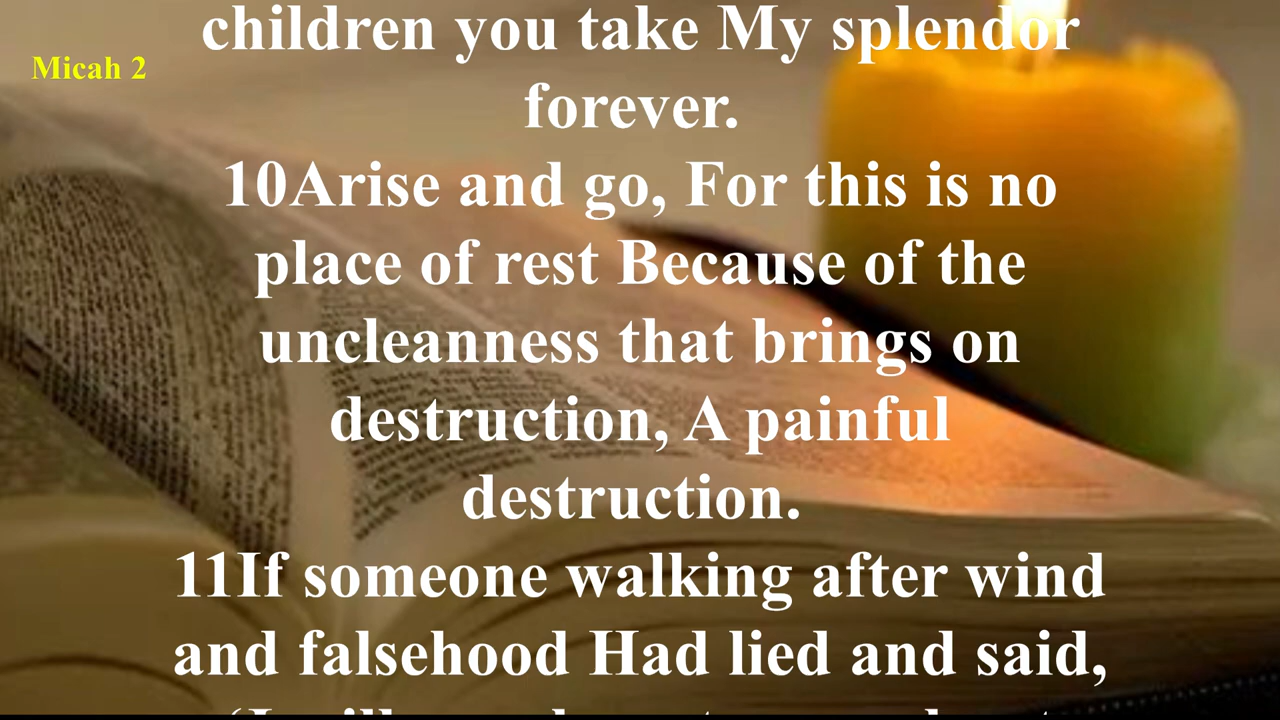 children you take My splendor
Micah 2
forever.
10Arise and go, For this is no
place of rest Because of the
uncleanness that brings on
destruction, A painful
destruction.
11If someone walking after wind
and falsehood Had lied and said,